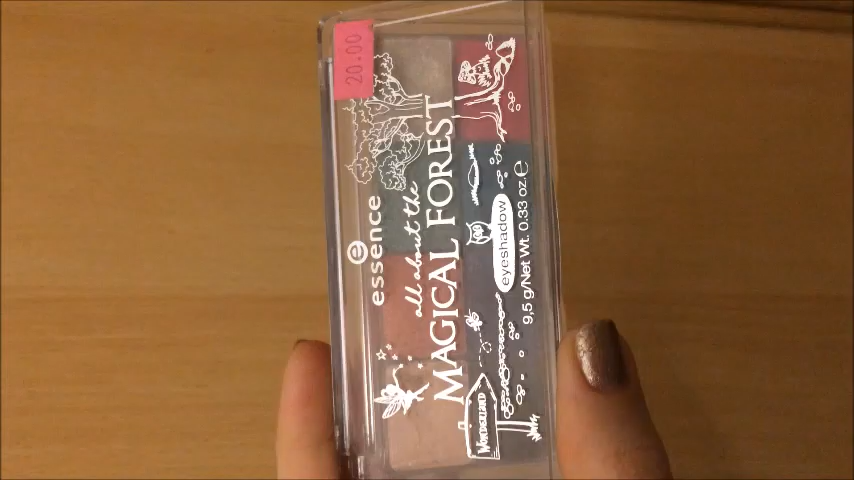 20.00
essence
all about the
MAGICAL FOREST
eyeshadow
9,5 g/Net Wt. 0.33 oz.e
WONDERLAND